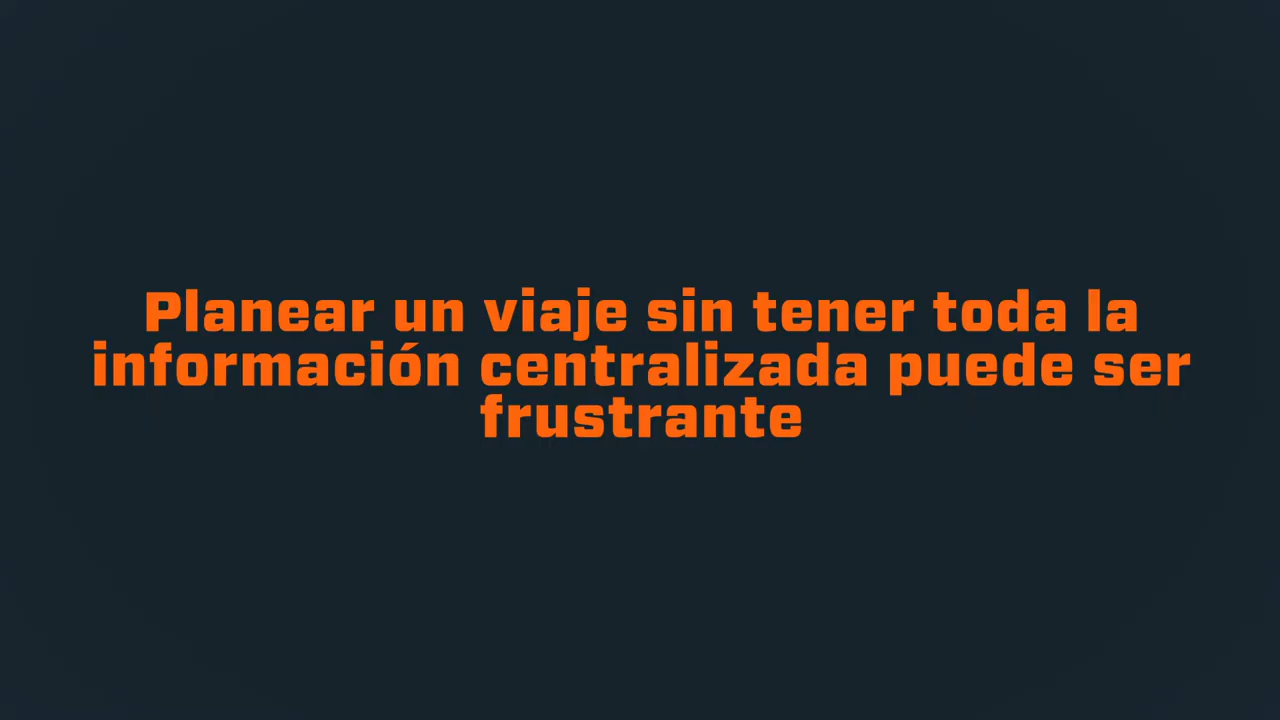 Planear un viaje sin tener toda la
información centralizada puede ser
frustrante